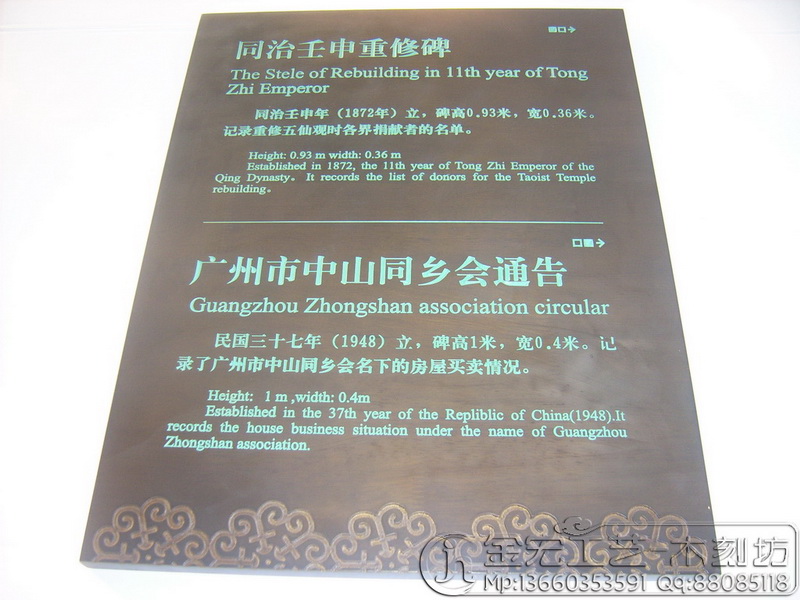 同治壬申重修碑
The Stele of Rebuilding in 11th year of Tong
Zhi Emperor
同治壬申年（1872年）立，碑高0.93米，宽0.36米。
记录重修五仙观时各界捐献者的名单。
Height: 0.93 m width: 0.36 m
Established in 1872, the 11th year of Tong Zhi Emperor of the
Qing Dynasty。 It records the list of donors for the Taoist Temple
rebuilding。
广州市中山同乡会通告
Guangzhou Zhongshan association circular
民国三十七年（1948）立，碑高1米，宽0.4米。记
录了广州市中山同乡会名下的房屋买卖情况。
Height: 1 m ,width: 0.4m
Established in the 37th year of the Repliblic of China(1948).It
records the house business situation under the name of Guangzhou
Zhongshan association.
金宏工艺-木刻坊
Mp:13660353591 QQ:88085118